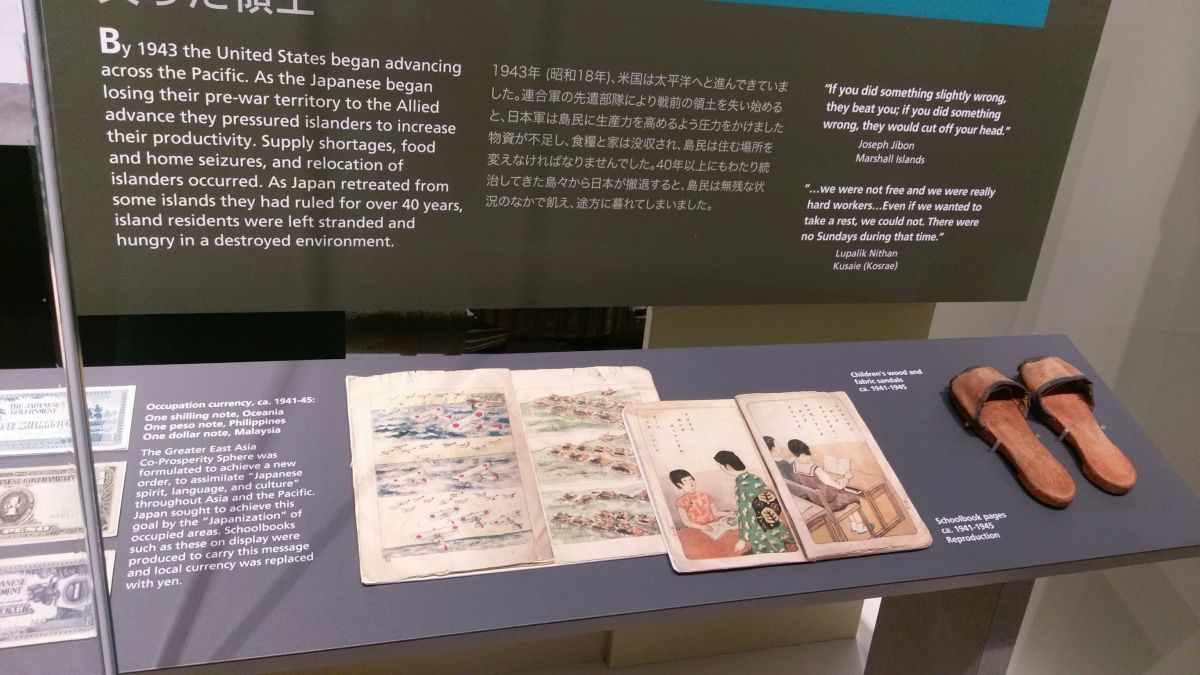 By 1943 the United States began advancing
across the Pacific. As the Japanese began
losing their pre-war territory to the Allied
advance they pressured islanders to increase
their productivity. Supply shortages, food
and home seizures, and relocation of
islanders occurred. As Japan retreated from
some islands they had ruled for over 40 years,
island residents were left stranded and
hungry in a destroyed environment.
1943年 (昭和18年)、米国は太平洋へと進んできていま
した。連合軍の先遣部隊により戦前の領土を失い始める
と、日本軍は島民に生産力を高めるよう圧力をかけました
物資が不足し、食糧と家は没収され、島民は住む場所を
変えなければなりませんでした。40年以上にもわたり統
治してきた島々から日本が撤退すると、島民は無残な状
況のなかで飢え、途方に暮れてしまいました。
"If you did something slightly wrong,
they beat you; if you did something
wrong, they would cut off your head."
Joseph Jibon
Marshall Islands
"...we were not free and we were really
hard workers...Even if we wanted to
take a rest, we could not. There were
no Sundays during that time."
Lupalik Nithan
Kusaie (Kosrae)
Occupation currency, ca. 1941-45:
One shilling note, Oceania
One peso note, Philippines
One dollar note, Malaysia
The Greater East Asia
Co-Prosperity Sphere was
formulated to achieve a new
order, to assimilate "Japanese
spirit, language, and culture"
throughout Asia and the Pacific.
Japan sought to achieve this
goal by the "Japanization" of
occupied areas. Schoolbooks
such as these on display were
produced to carry this message
and local currency was replaced
with yen.
Children's wood and
fabric sandals
ca. 1941-1945
Schoolbook pages
ca. 1941-1945
Reproduction
THE JAPANESE
GOVERNMENT